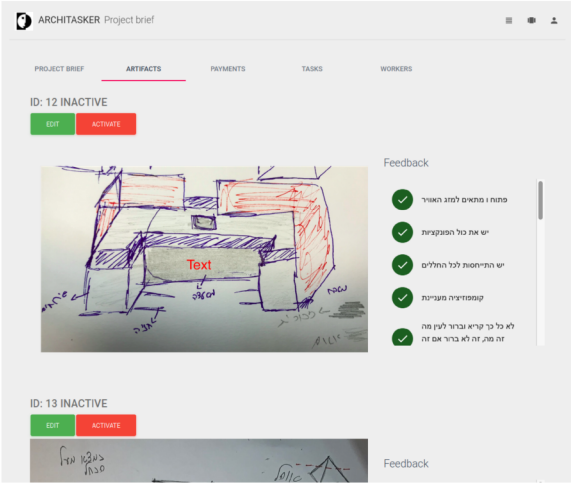 ARCHITASKER Project brief
PROJECT BRIEF ARTIFACTS PAYMENTS TASKS WORKERS
ID: 12 INACTIVE
EDIT ACTIVATE
Feedback
פתוח ו מתאים למזג האוויר
יש את כול הפונקציות
יש התייחסות לכל החללים
קומפוזיציה מעניינת
לא כל כך קריא וברור לעין מה
זה מה, זה לא ברור אם זה
Text
ID: 13 INACTIVE
EDIT ACTIVATE
Feedback